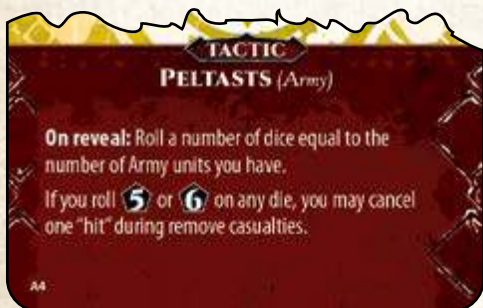 TACTIC
PELTASTS (Army)
On reveal: Roll a number of dice equal to the
number of Army units you have.
If you roll 5 or 6 on any die, you may cancel
one "hit" during remove casualties.
A4